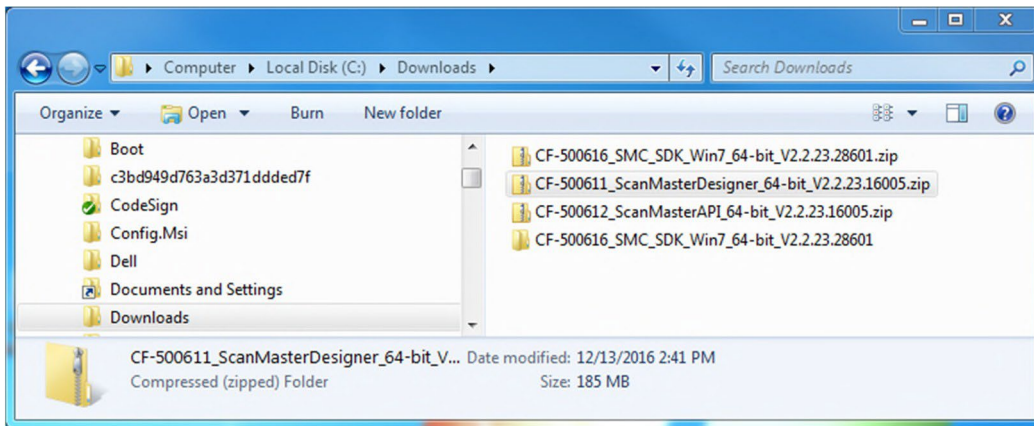 Computer Local Disk (C:) Downloads
Search Downloads
Organize Open Burn New folder
Boot
c3bd949d763a3d371ddded7f
CodeSign
Config.Msi
Dell
Documents and Settings
Downloads
CF-500616_SMC_SDK_Win7_64-bit_V2.2.23.28601.zip
CF-500611_ScanMasterDesigner_64-bit_V2.2.23.16005.zip
CF-500612_ScanMasterAPI_64-bit_V2.2.23.16005.zip
CF-500616_SMC_SDK_Win7_64-bit_V2.2.23.28601
CF-500611_ScanMasterDesigner_64-bit_V... Date modified: 12/13/2016 2:41 PM
Compressed (zipped) Folder Size: 185 MB